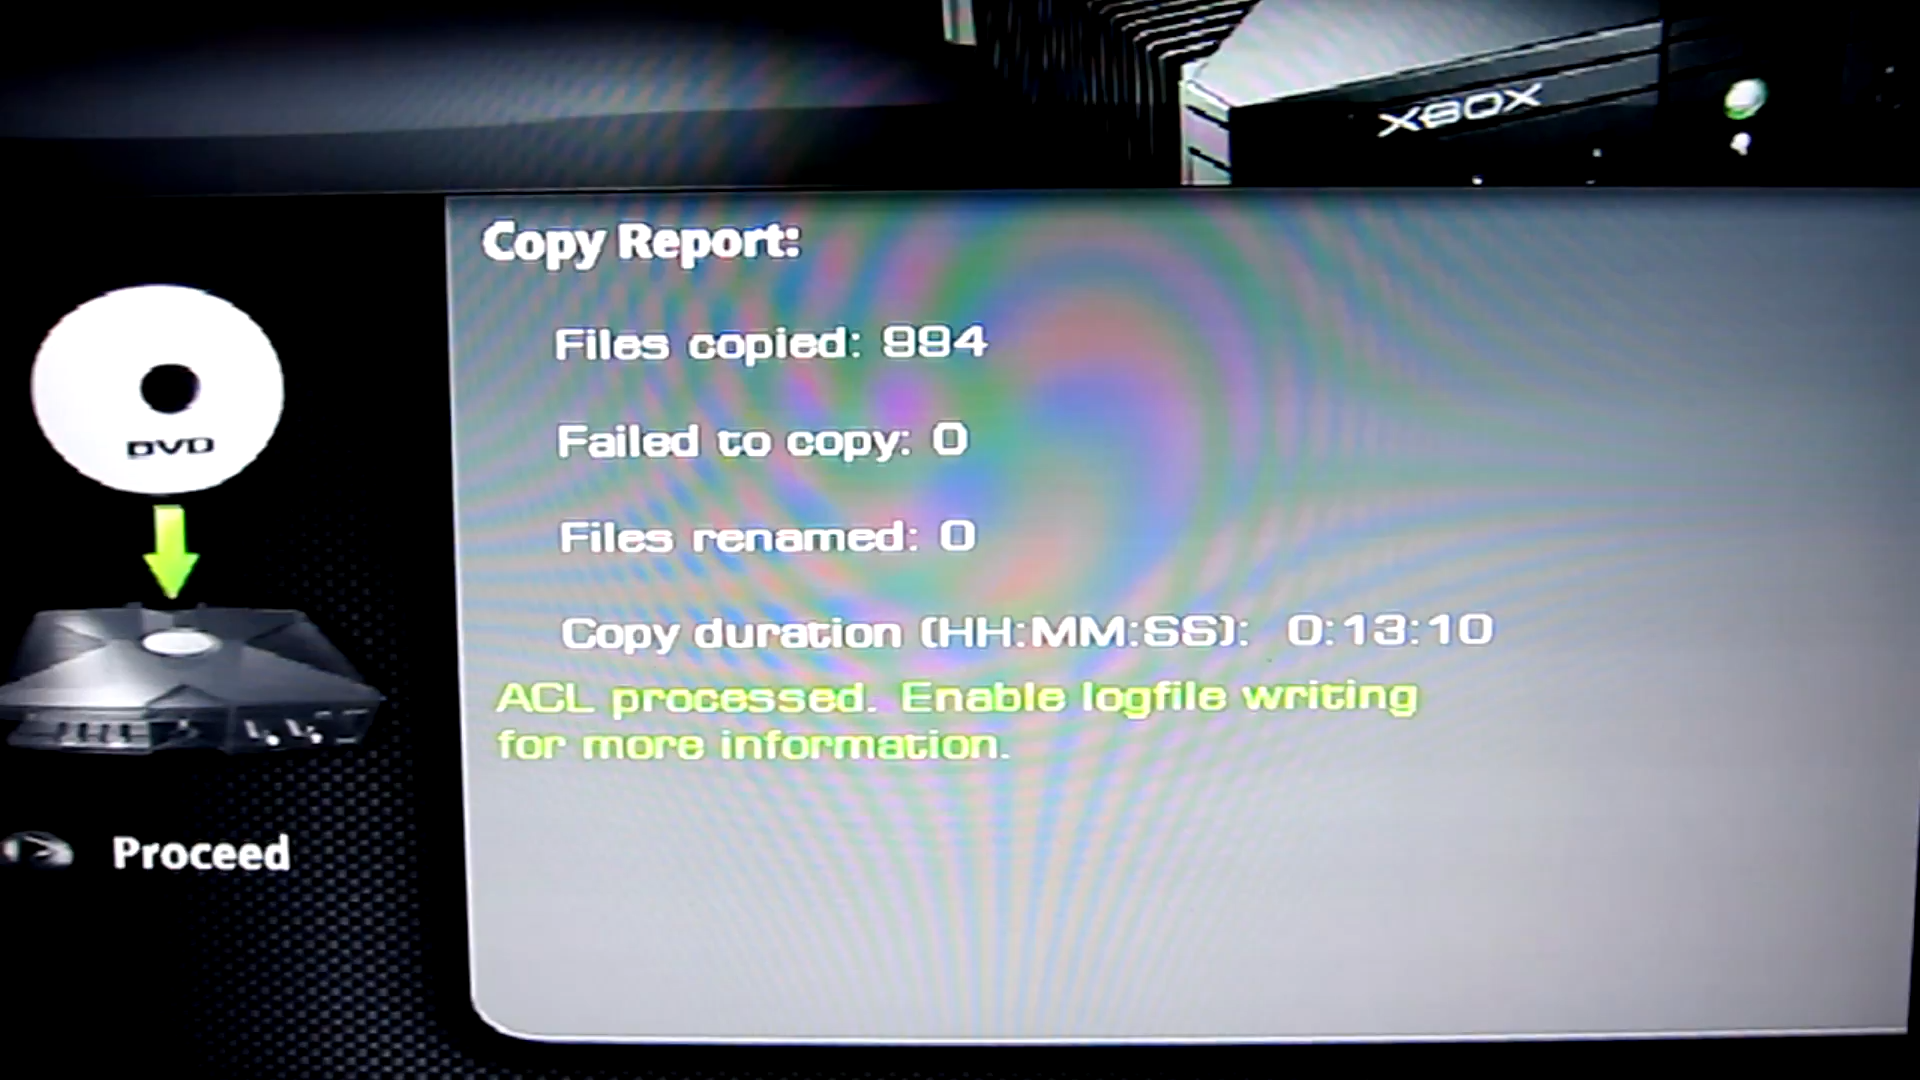 XBOX
Copy Report:
Files copied: 994
DVD
Failed to copy: 0
Files renamed: 0
Copy duration (HH:MM:SS): 0:13:10
ACL processed. Enable logfile writing
for more information.
Proceed